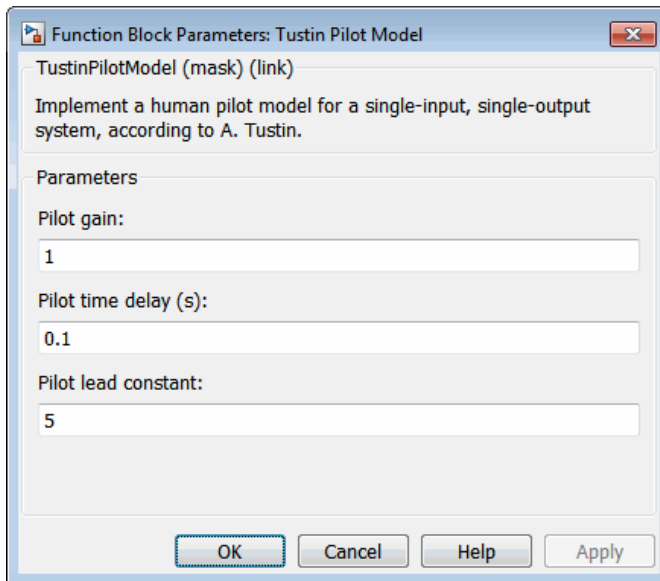 Function Block Parameters: Tustin Pilot Model
TustinPilotModel (mask) (link)
Implement a human pilot model for a single-input, single-output
system, according to A. Tustin.
Parameters
Pilot gain:
1
Pilot time delay (s):
0.1
Pilot lead constant:
5
OK Cancel Help Apply